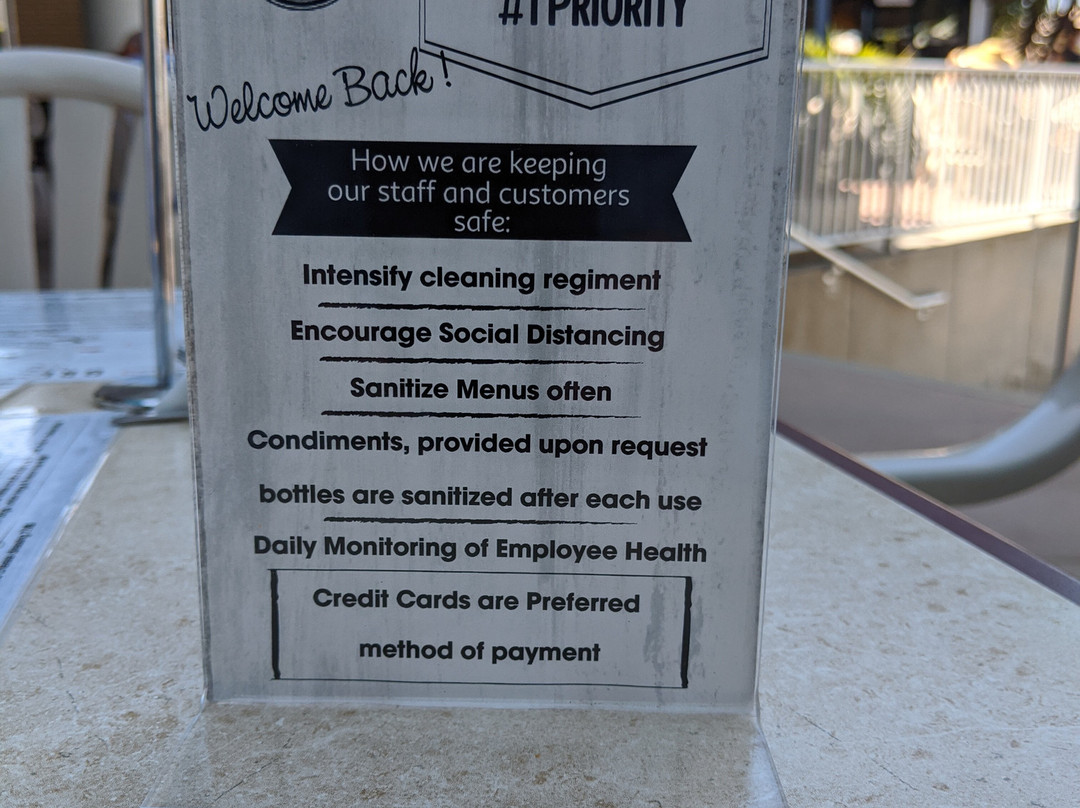 #1 PRIORITY
Welcome Back!
How we are keeping
our staff and customers
safe:
Intensify cleaning regiment
Encourage Social Distancing
Sanitize Menus often
Condiments, provided upon request
bottles are sanitized after each use
Daily Monitoring of Employee Health
Credit Cards are Preferred
method of payment